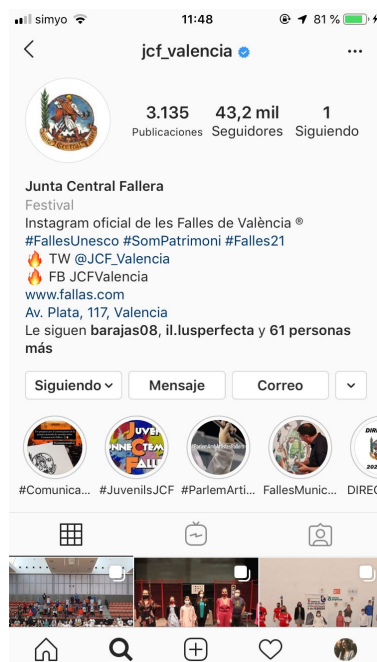 simyo 11:48 81 %
jcf_valencia
3.135 43,2 mil 1
Publicaciones Seguidores Siguiendo
Junta Central Fallera
Festival
Instagram oficial de les Falles de València ®
#FallesUnesco #SomPatrimoni #Falles21
🔥 TW @JCF_Valencia
🔥 FB JCFValencia
www.fallas.com
Av. Plata, 117, Valencia
Le siguen barajas08, il.lusperfecta y 61 personas
más
Siguiendo Mensaje Correo
#Comunica... #JuvenilsJCF #ParlemArti... FallesMunic... DIREC